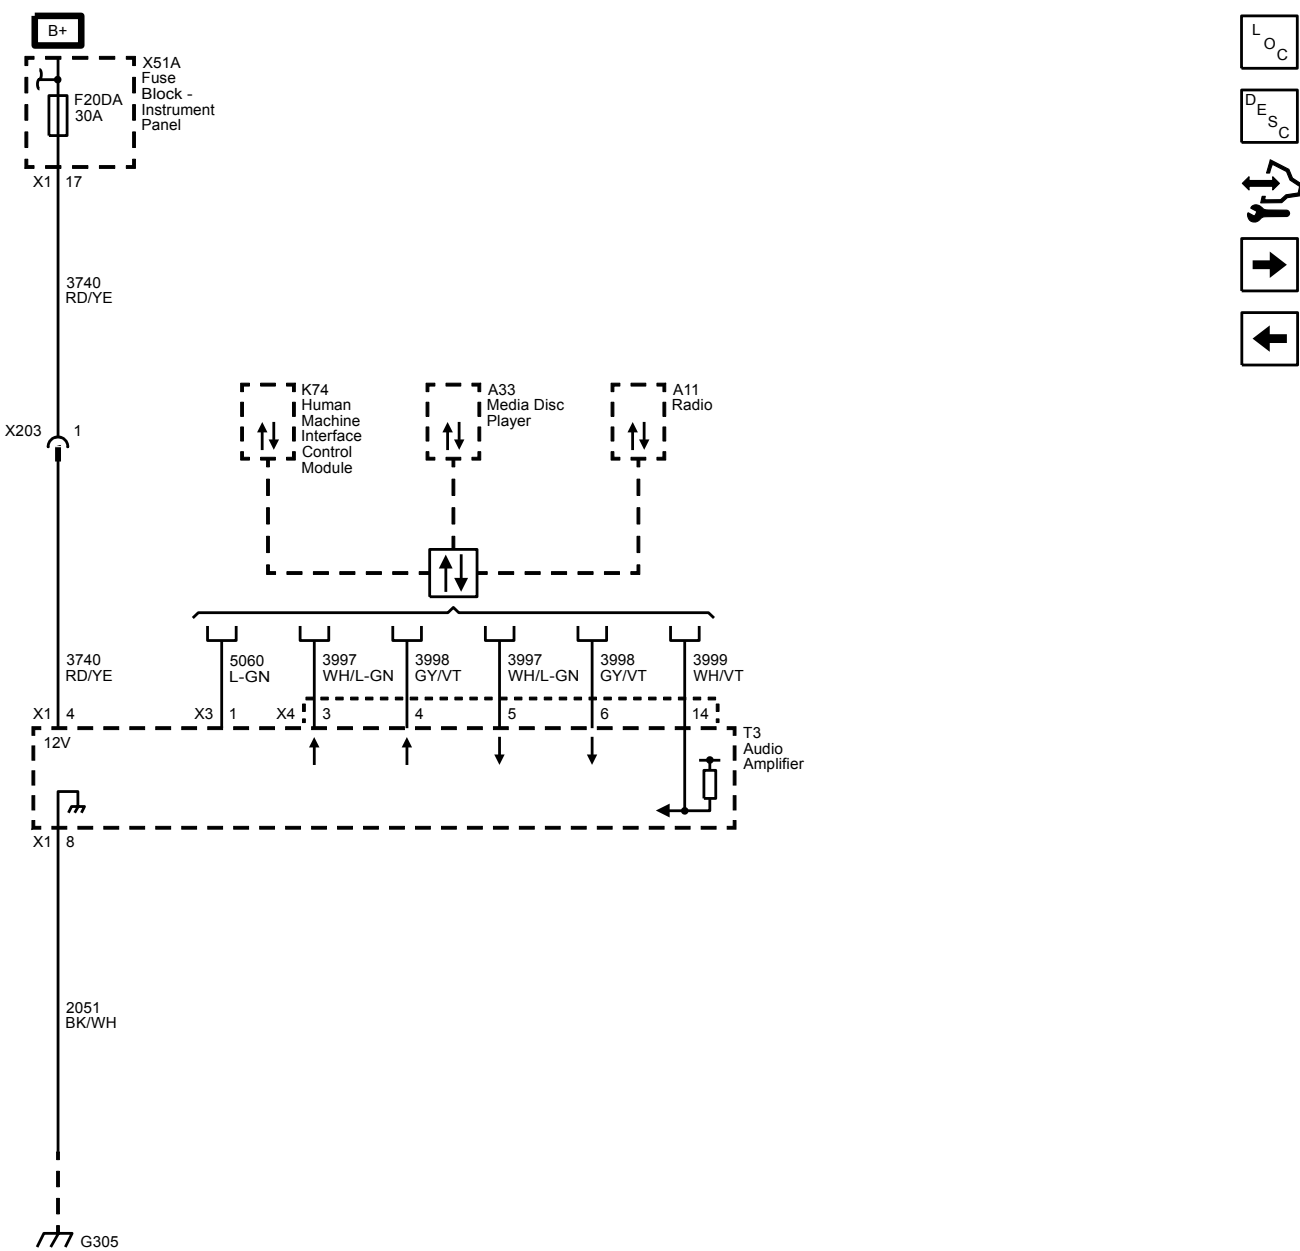 B+
X51A
Fuse
Block -
Instrument
Panel
F20DA
30A
X1 17
3740
RD/YE
X203 1
K74
Human
Machine
Interface
Control
Module
A33
Media Disc
Player
A11
Radio
3740
RD/YE
5060
L-GN
3997
WH/L-GN
3998
GY/VT
3997
WH/L-GN
3998
GY/VT
3999
WH/VT
X1 4
X3 1
X4 3
4
5
6
14
12V
T3
Audio
Amplifier
X1 8
2051
BK/WH
G305
LOC
DESC